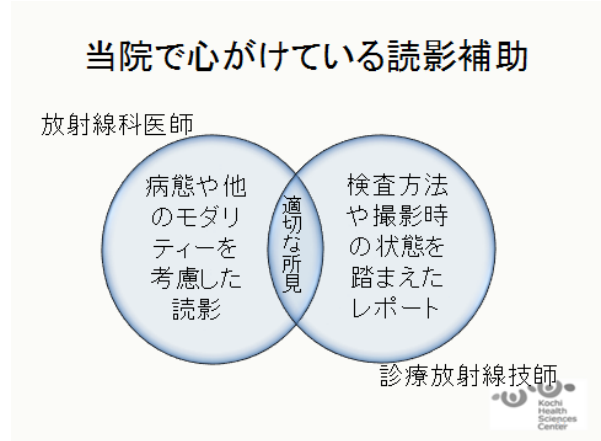 当院で心がけている読影補助
放射線科医師
病態や他
のモダリ
ティーを
考慮した
読影
適切な所見
検査方法
や撮影時
の状態を
踏まえた
レポート
診療放射線技師
Kochi
Health
Sciences
Center